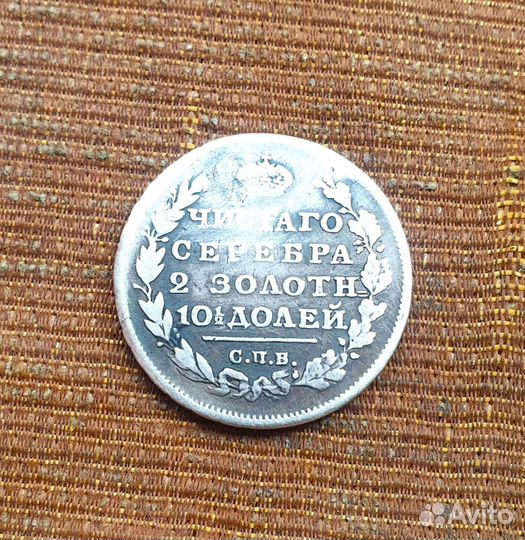 ЧИСТАГО
СЕРЕБРА
2 ЗОЛОТН.
10½ ДОЛЕЙ
С.П.Б.
Avito